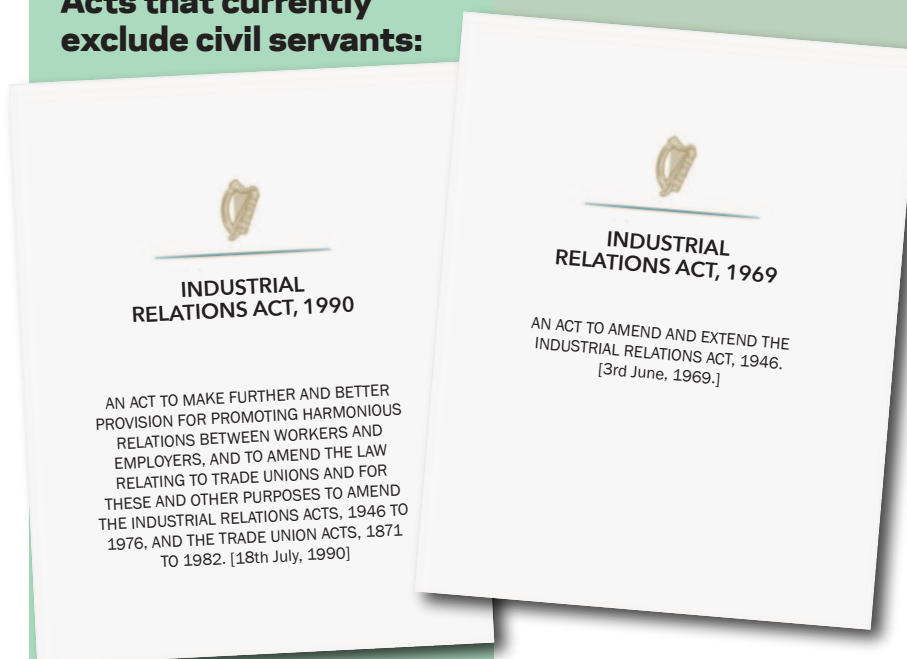 Acts that currently
exclude civil servants:
INDUSTRIAL
RELATIONS ACT, 1990
AN ACT TO MAKE FURTHER AND BETTER
PROVISION FOR PROMOTING HARMONIOUS
RELATIONS BETWEEN WORKERS AND
EMPLOYERS, AND TO AMEND THE LAW
RELATING TO TRADE UNIONS AND FOR
THESE AND OTHER PURPOSES TO AMEND
THE INDUSTRIAL RELATIONS ACTS, 1946 TO
1976, AND THE TRADE UNION ACTS, 1871
TO 1982. [18th July, 1990]
INDUSTRIAL
RELATIONS ACT, 1969
AN ACT TO AMEND AND EXTEND THE
INDUSTRIAL RELATIONS ACT, 1946.
[3rd June, 1969.]